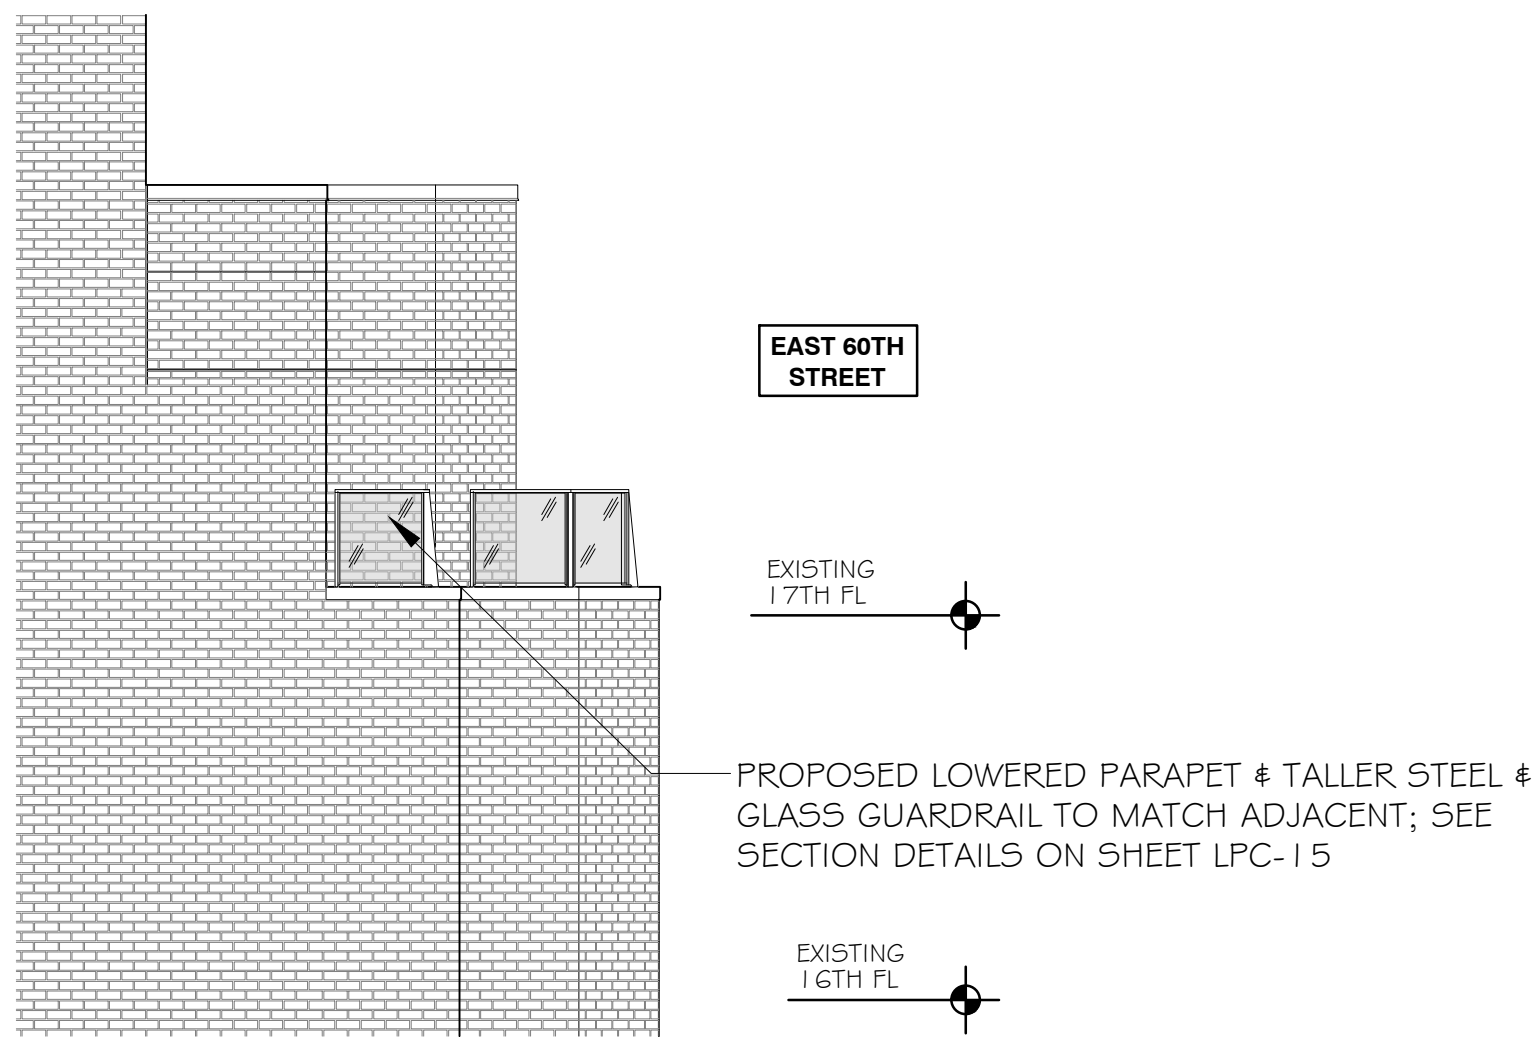 EAST 60TH
STREET
EXISTING
17TH FL
PROPOSED LOWERED PARAPET & TALLER STEEL &
GLASS GUARDRAIL TO MATCH ADJACENT; SEE
SECTION DETAILS ON SHEET LPC-15
EXISTING
16TH FL